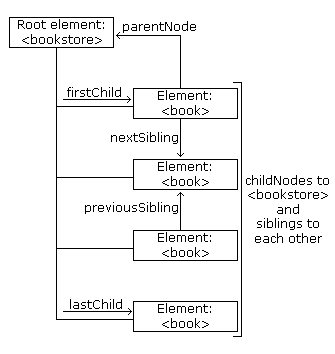 Root element:
<bookstore>
parentNode
firstChild
Element:
<book>
nextSibling
Element:
<book>
previousSibling
Element:
<book>
lastChild
Element:
<book>
childNodes to
<bookstore>
and
siblings to
each other